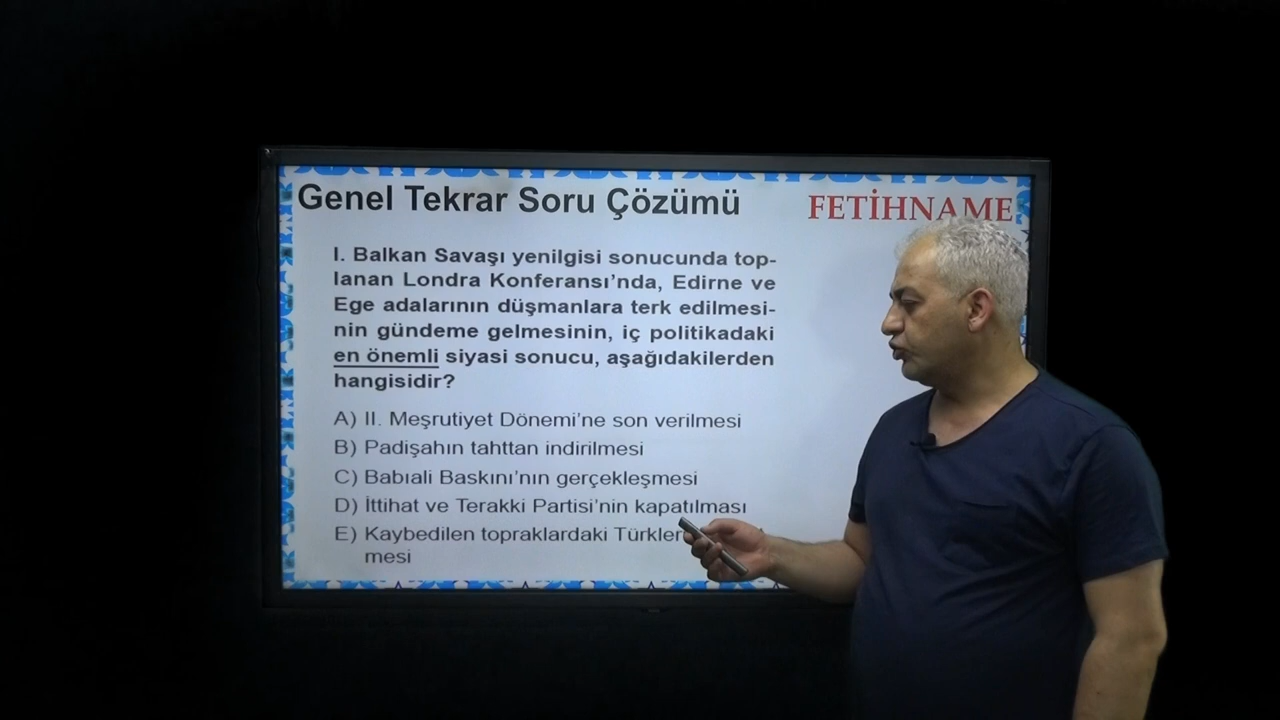 Genel Tekrar Soru Çözümü
FETİHNAME
I. Balkan Savaşı yenilgisi sonucunda top-
lanan Londra Konferansı'nda, Edirne ve
Ege adalarının düşmanlara terk edilmesi-
nin gündeme gelmesinin, iç politikadaki
en önemli siyasi sonucu, aşağıdakilerden
hangisidir?
A) II. Meşrutiyet Dönemi'ne son verilmesi
B) Padişahın tahttan indirilmesi
C) Babıali Baskını'nın gerçekleşmesi
D) İttihat ve Terakki Partisi'nin kapatılması
E) Kaybedilen topraklardaki Türkler
mesi